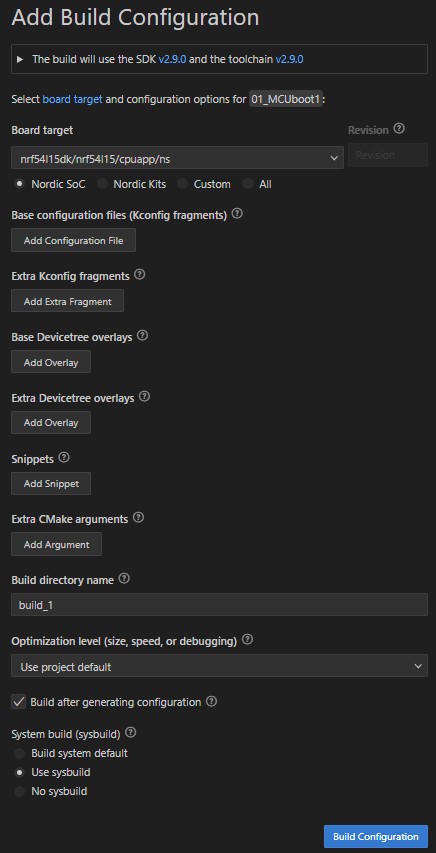 Add Build Configuration
The build will use the SDK v2.9.0 and the toolchain v2.9.0
Select board target and configuration options for 01_MCUboot1:
Board target
Revision
nrf54l15dk/nrf54l15/cpuapp/ns
Revision
Nordic SoC
Nordic Kits
Custom
All
Base configuration files (Kconfig fragments)
Add Configuration File
Extra Kconfig fragments
Add Extra Fragment
Base Devicetree overlays
Add Overlay
Extra Devicetree overlays
Add Overlay
Snippets
Add Snippet
Extra CMake arguments
Add Argument
Build directory name
build_1
Optimization level (size, speed, or debugging)
Use project default
Build after generating configuration
System build (sysbuild)
Build system default
Use sysbuild
No sysbuild
Build Configuration